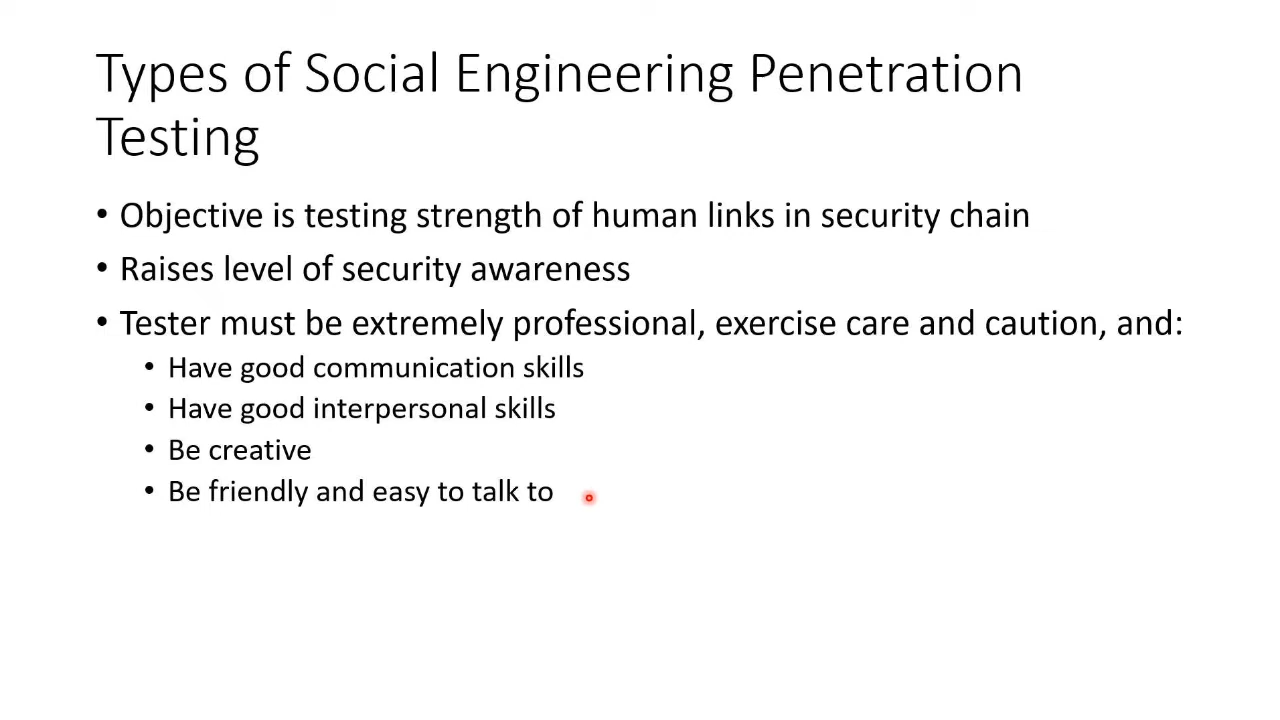 Types of Social Engineering Penetration
Testing
• Objective is testing strength of human links in security chain
• Raises level of security awareness
• Tester must be extremely professional, exercise care and caution, and:
• Have good communication skills
• Have good interpersonal skills
• Be creative
• Be friendly and easy to talk to